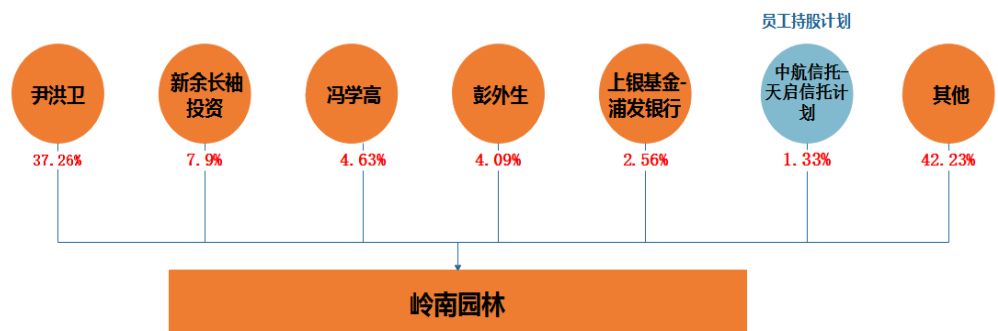 员工持股计划
尹洪卫
新余长袖
投资
冯学高
彭外生
上银基金-
浦发银行
中航信托-
天启信托计
划
其他
37.26%
7.9%
4.63%
4.09%
2.56%
1.33%
42.23%
岭南园林